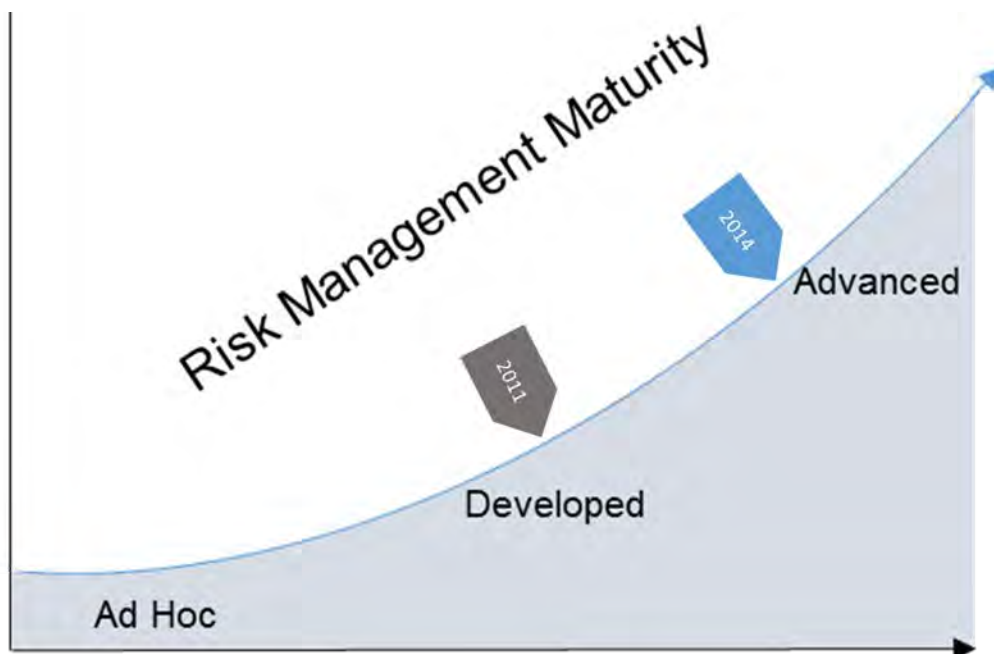 Risk Management Maturity
2014
Advanced
2011
Developed
Ad Hoc